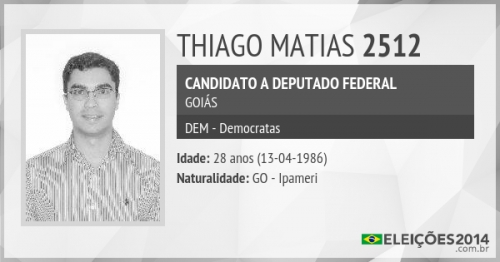 THIAGO MATIAS 2512
CANDIDATO A DEPUTADO FEDERAL
GOIÁS
DEM - Democratas
Idade: 28 anos (13-04-1986)
Naturalidade: GO - Ipameri
ELEIÇÕES2014
.com.br